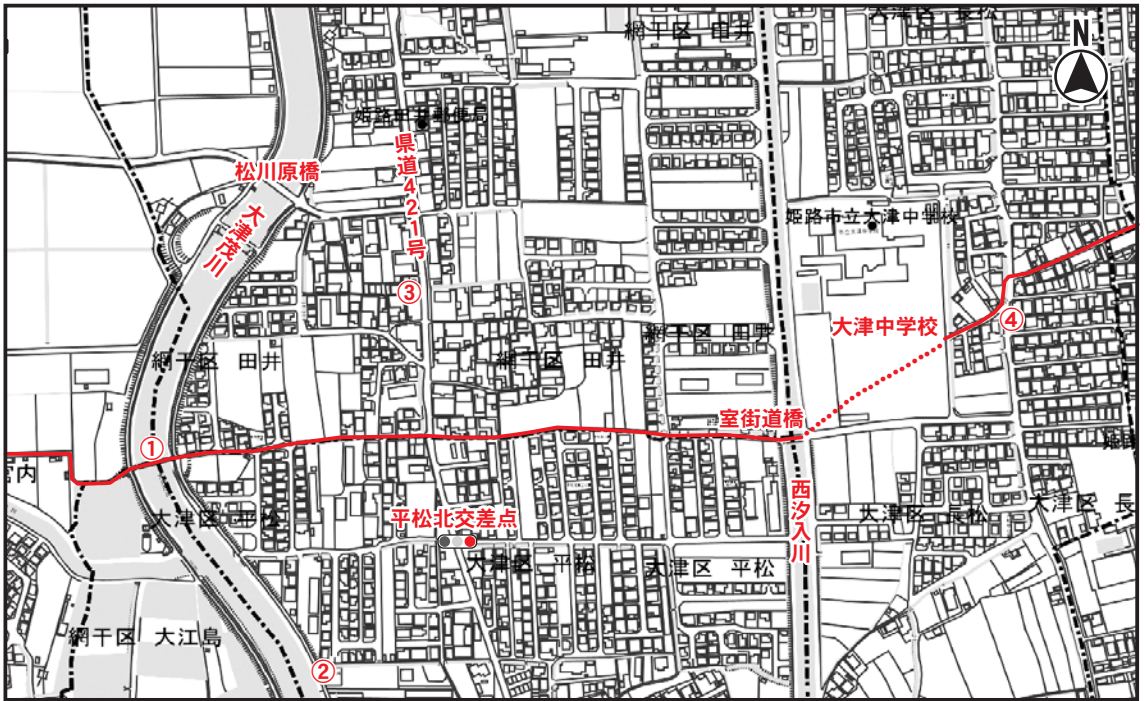 大津区 長松
網干区 田井
N
姫路田井郵便局
県道421号
松川原橋
大津茂川
姫路市立大津中学校
③
④
大津中学校
網干区 田井
網干区 田井
網干区 田井
室街道橋
①
宮内
西汐入川
大津区 平松
平松北交差点
大津区 長松
大津区 長
大津区 平松
大津区 平松
網干区 大江島
②